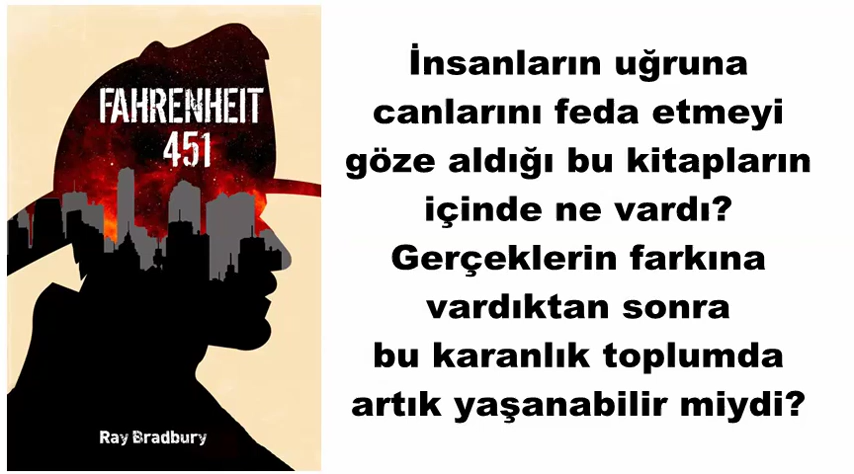 FAHRENHEIT
451
Ray Bradbury
İnsanların uğruna
canlarını feda etmeyi
göze aldığı bu kitapların
içinde ne vardı?
Gerçeklerin farkına
vardıktan sonra
bu karanlık toplumda
artık yaşanabilir miydi?